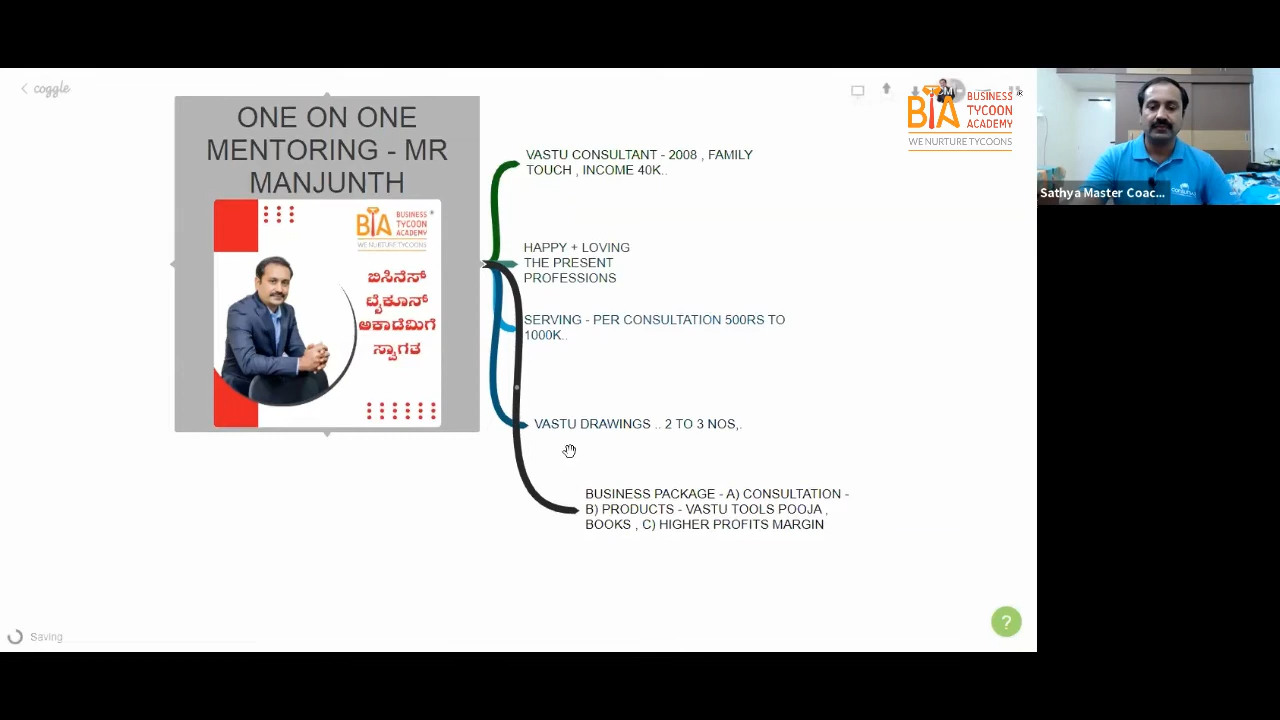 coggle
ONE ON ONE
MENTORING - MR
MANJUNTH
BTA BUSINESS
TYCOON
ACADEMY
WE NURTURE TYCOONS
ಬಿಸಿನೆಸ್
ಟೈಕೂನ್
ಅಕಾಡೆಮಿಗೆ
ಸ್ವಾಗತ
VASTU CONSULTANT - 2008 , FAMILY
TOUCH , INCOME 40K..
HAPPY + LOVING
THE PRESENT
PROFESSIONS
SERVING - PER CONSULTATION 500RS TO
1000K..
VASTU DRAWINGS .. 2 TO 3 NOS,.
BUSINESS PACKAGE - A) CONSULTATION -
B) PRODUCTS - VASTU TOOLS POOJA ,
BOOKS , C) HIGHER PROFITS MARGIN
BTA BUSINESS
TYCOON
ACADEMY
WE NURTURE TYCOONS
Sathya Master Coac...
Saving
?